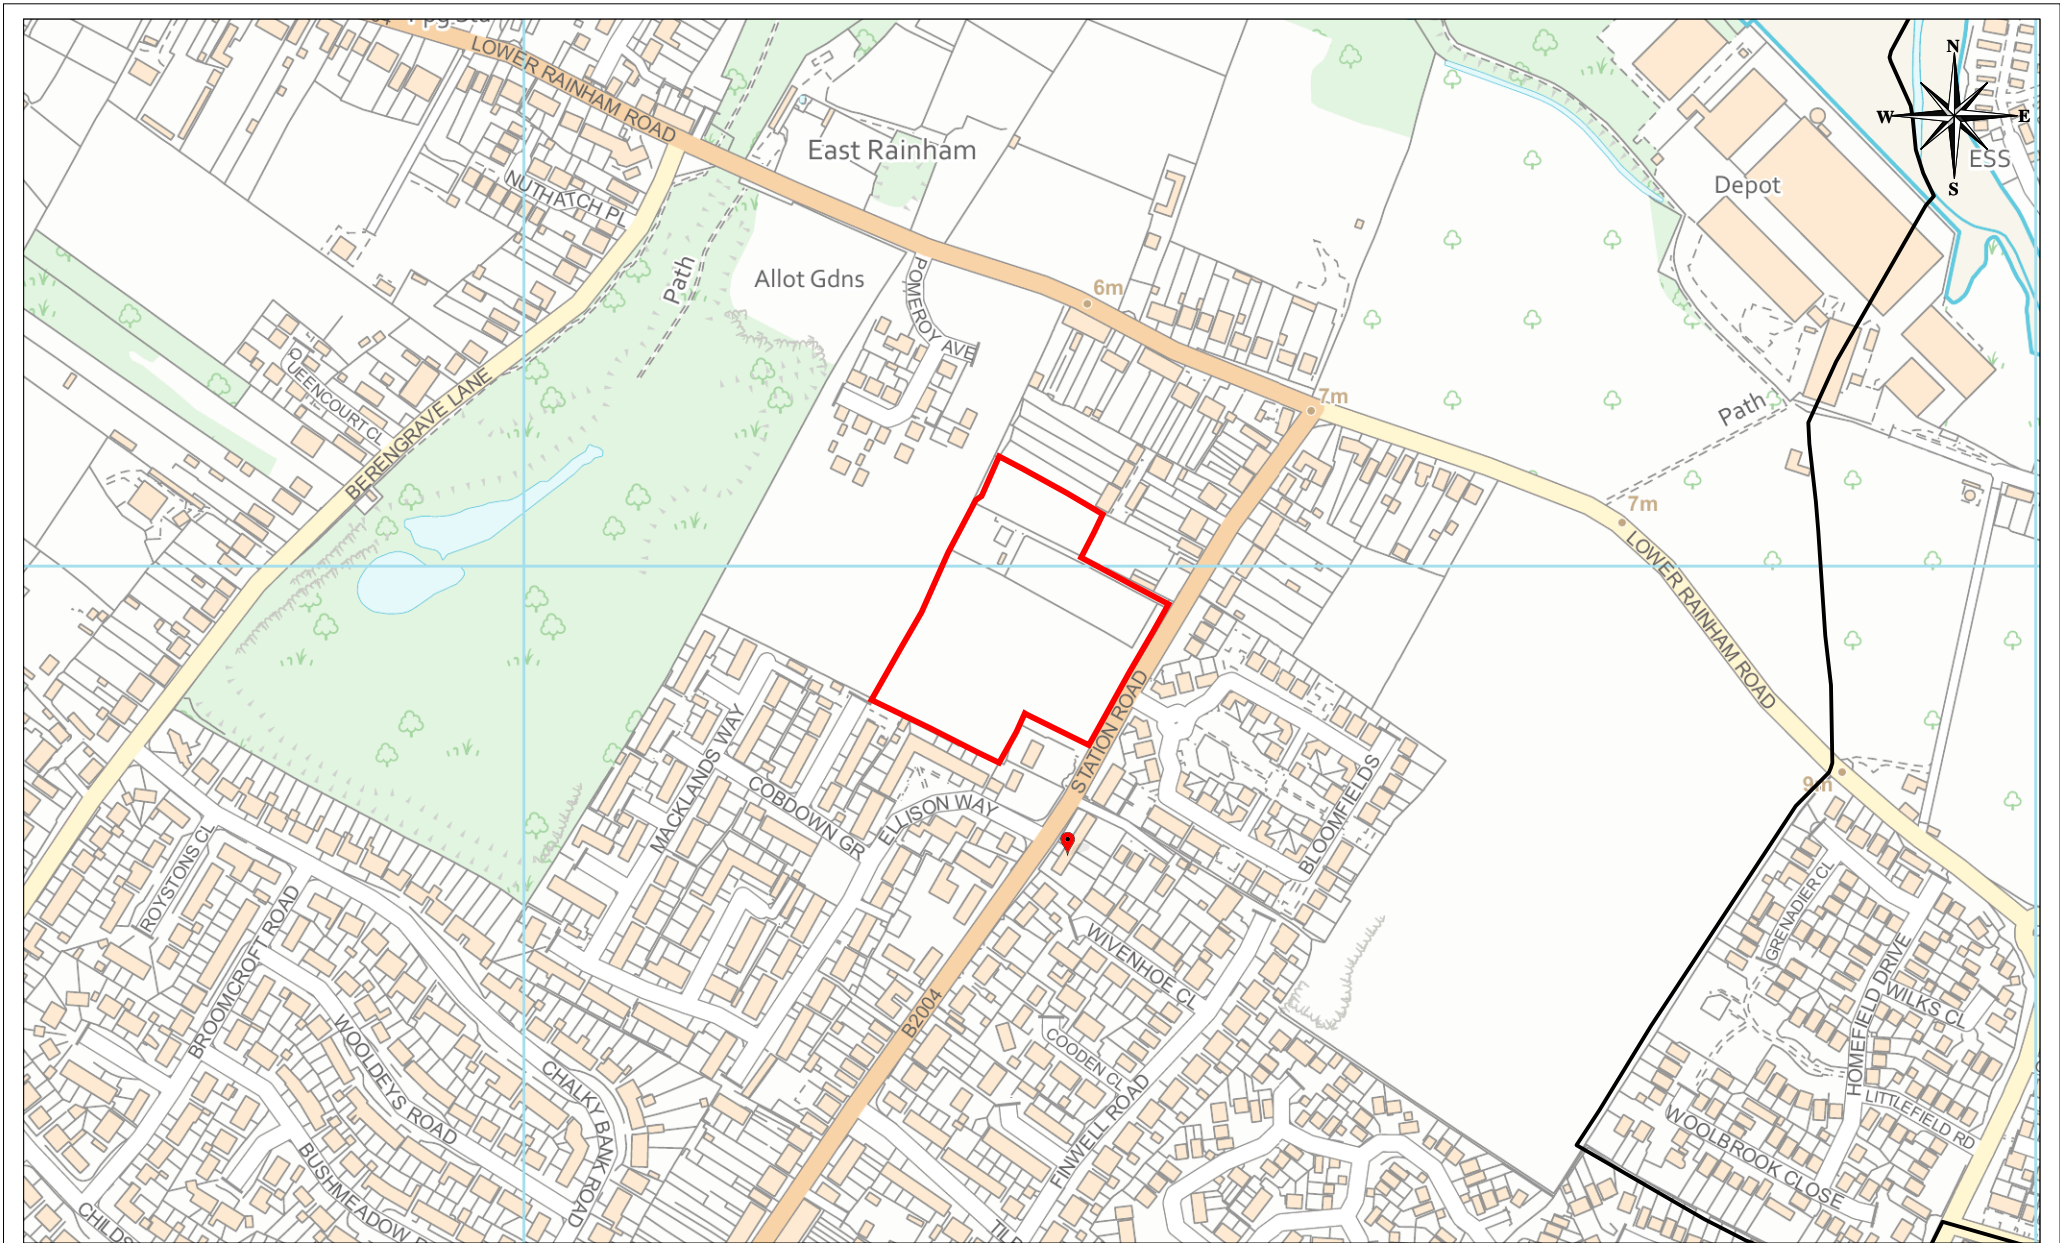 LOWER RAINHAM ROAD
N
W
E
S
ESS
East Rainham
Depot
NUTHATCH PL
Path
Allot Gdns
POMEROY AVE
6m
QUEENCOURT CL
BERENGRAVE LANE
7m
Path
7m
LOWER RAINHAM ROAD
STATION ROAD
MACKLANDS WAY
COBDOWN GR
ELLISON WAY
BLOOMFIELDS
9m
ROYSTONS CL
BROOMCROFT ROAD
GRENADIER CL
WIVENHOE CL
HOMEFIELD DRIVE
WILKS CL
B2004
WOOLDEYS ROAD
COODEN CL
CHALKY BANK ROAD
FINWELL ROAD
LITTLEFIELD RD
WOOLBROOK CLOSE
BUSHMEADOW